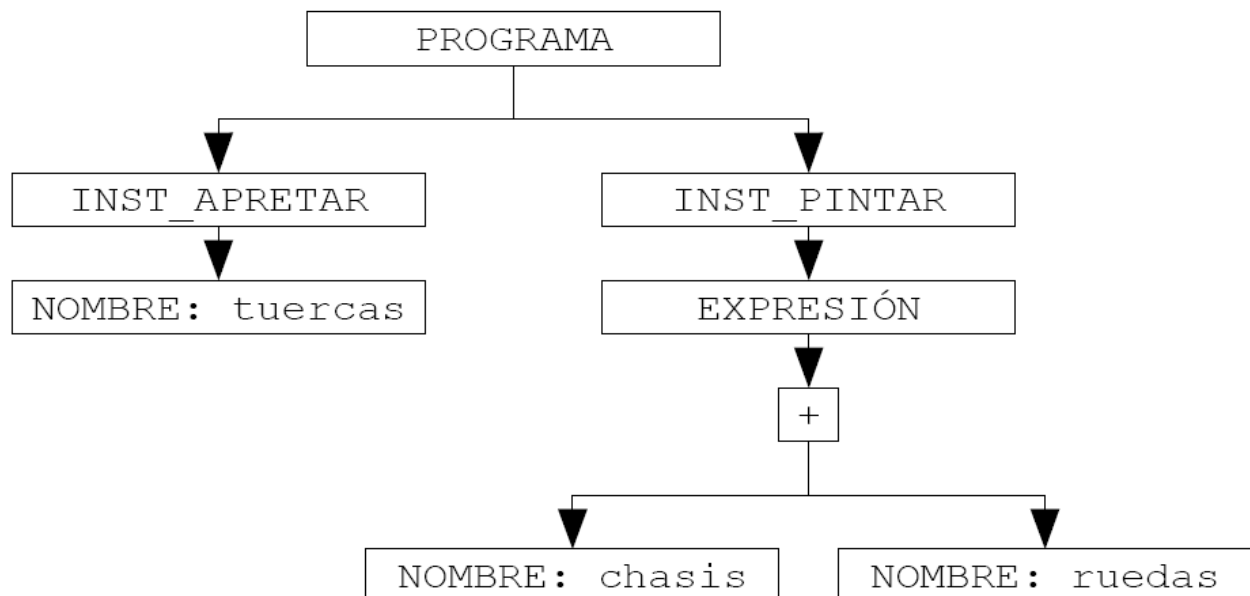 PROGRAMA
INST_APRETAR
INST_PINTAR
NOMBRE: tuercas
EXPRESIÓN
+
NOMBRE: chasis
NOMBRE: ruedas